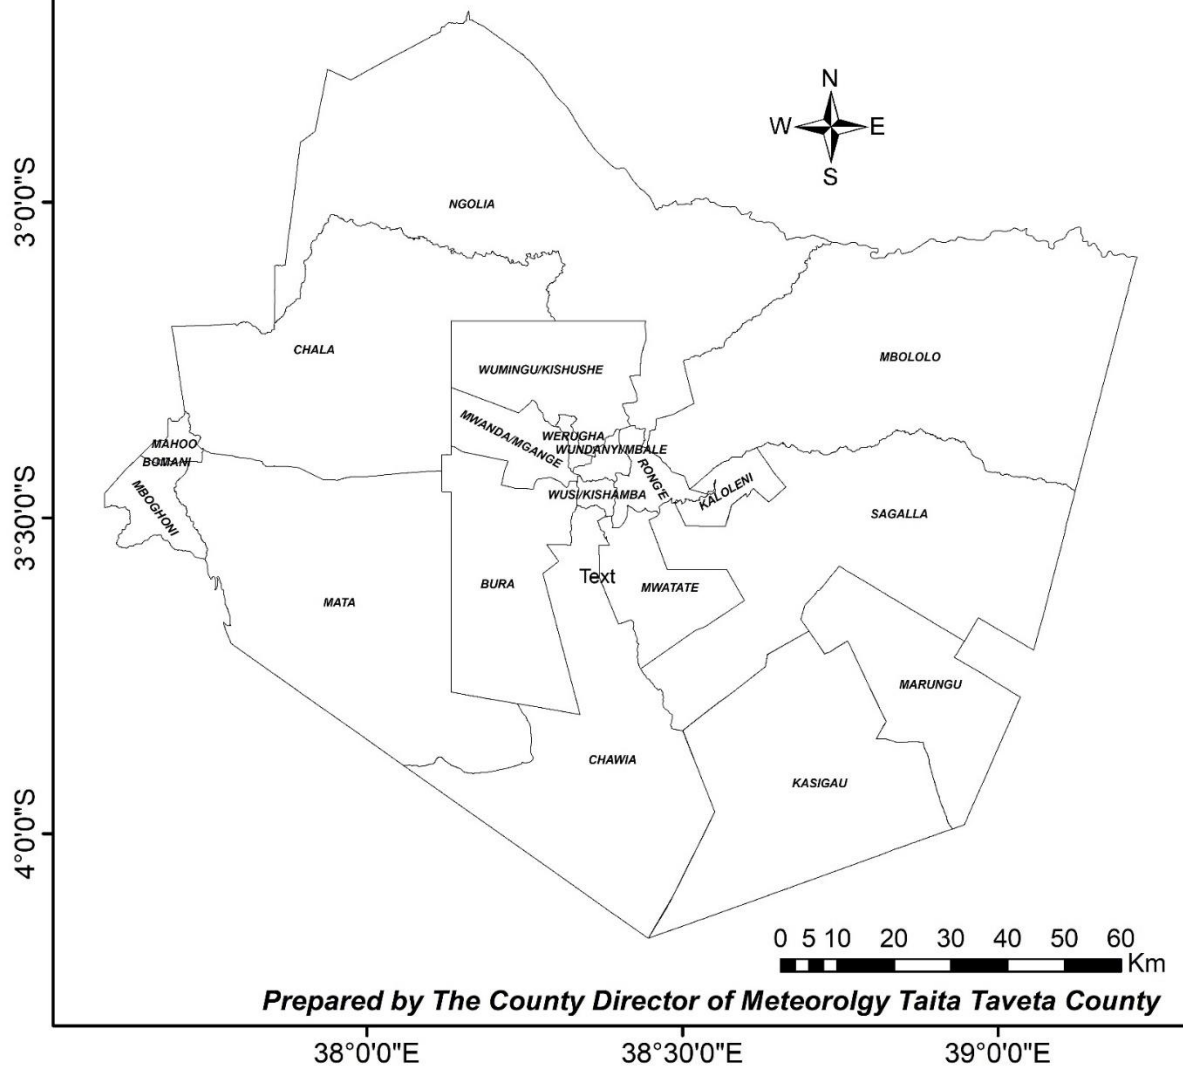 N
W E
S
3°0'0"S
NGOLIA
CHALA
MBOLOLO
WUMINGU/KISHUSHE
MWANDA/MGANGE
WERUGHA
WUNDANYI/MBALE
MAHOO
BOMANI
MBOGHONI
RONG'E
WUSI/KISHAMBA
KALOLENI
SAGALLA
3°30'0"S
Text
BURA
MWATATE
MATA
MARUNGU
CHAWIA
KASIGAU
4°0'0"S
0 5 10 20 30 40 50 60
Km
Prepared by The County Director of Meteorolgy Taita Taveta County
38°0'0"E 38°30'0"E 39°0'0"E